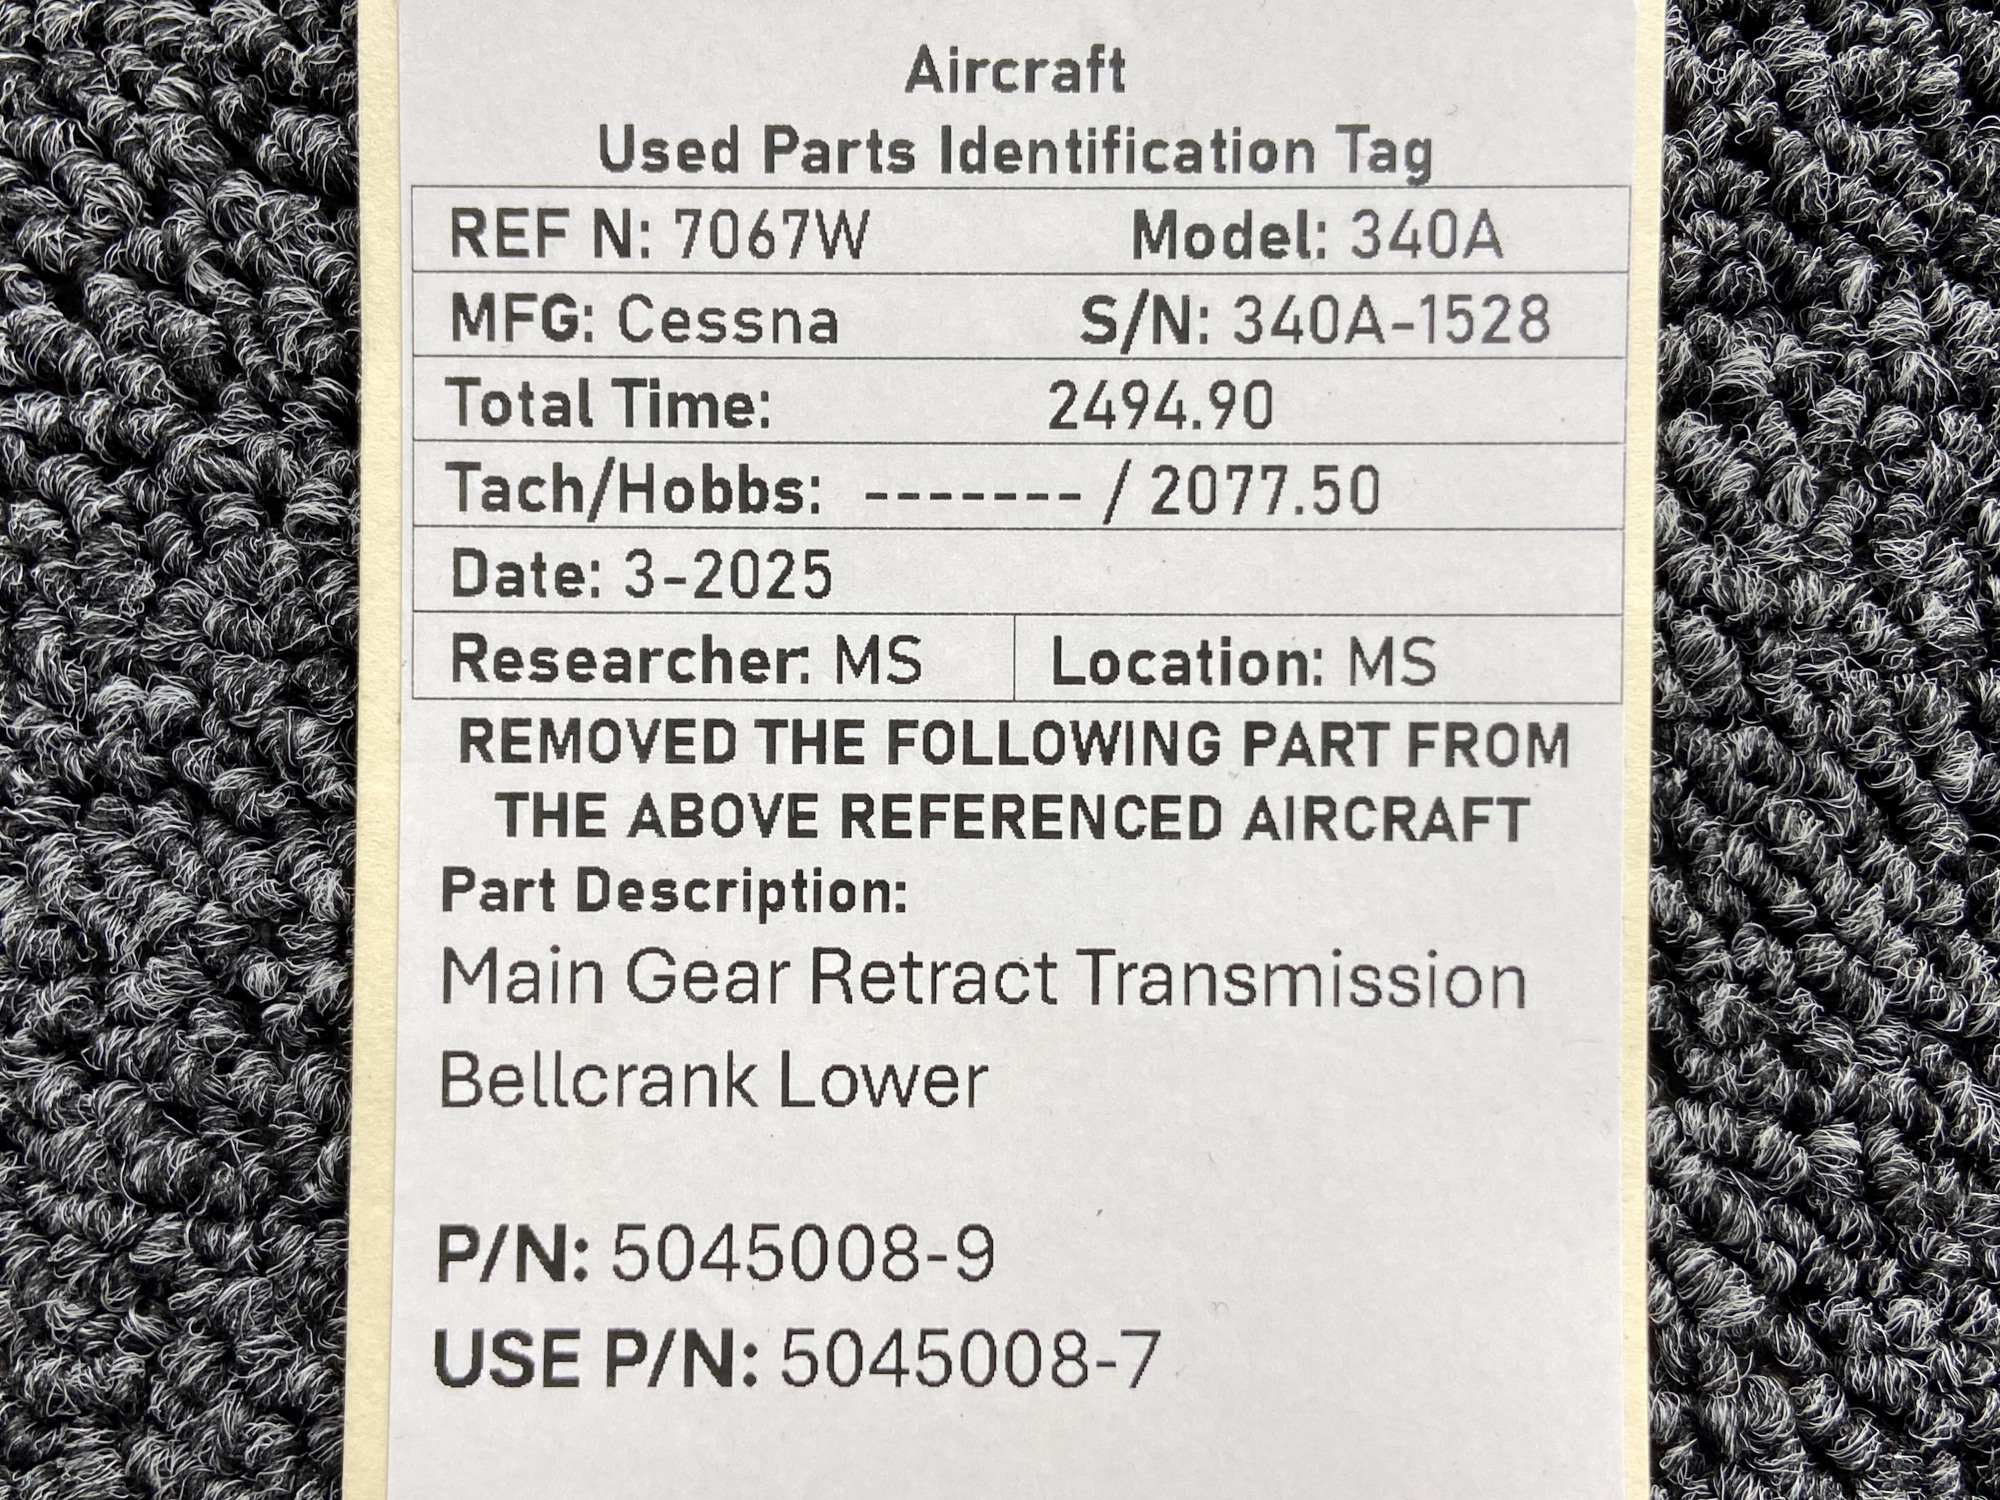 Aircraft
Used Parts Identification Tag
REF N: 7067W Model: 340A
MFG: Cessna S/N: 340A-1528
Total Time: 2494.90
Tach/Hobbs: ------- / 2077.50
Date: 3-2025
Researcher: MS Location: MS
REMOVED THE FOLLOWING PART FROM
THE ABOVE REFERENCED AIRCRAFT
Part Description:
Main Gear Retract Transmission
Bellcrank Lower
P/N: 5045008-9
USE P/N: 5045008-7